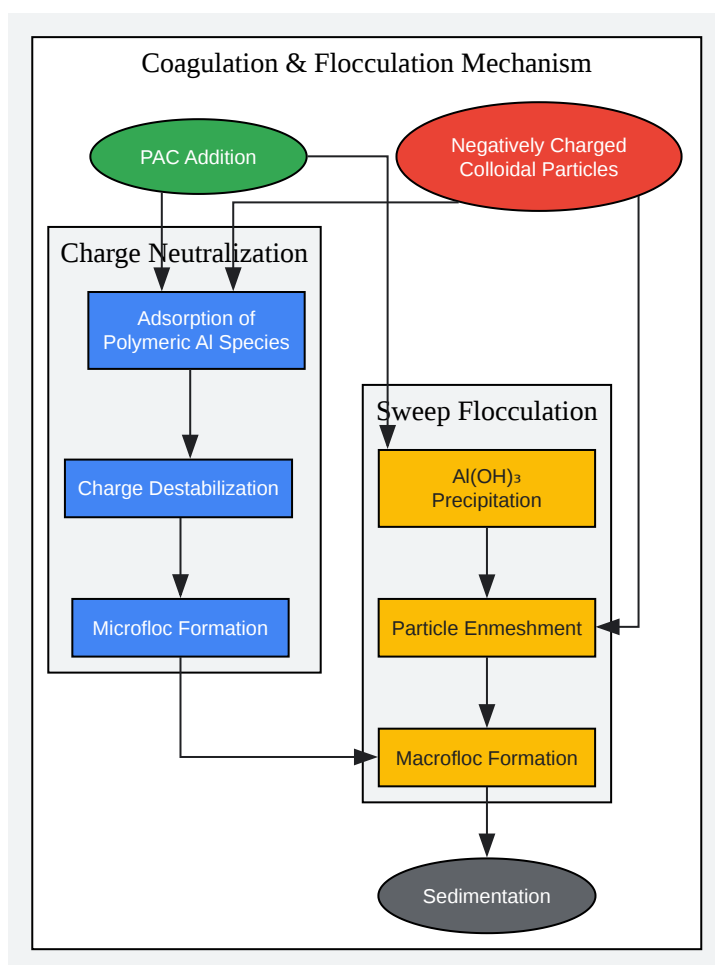 Coagulation & Flocculation Mechanism
PAC Addition
Negatively Charged
Colloidal Particles
Charge Neutralization
Adsorption of
Polymeric Al Species
Charge Destabilization
Microfloc Formation
Sweep Flocculation
Al(OH)₃
Precipitation
Particle Enmeshment
Macrofloc Formation
Sedimentation